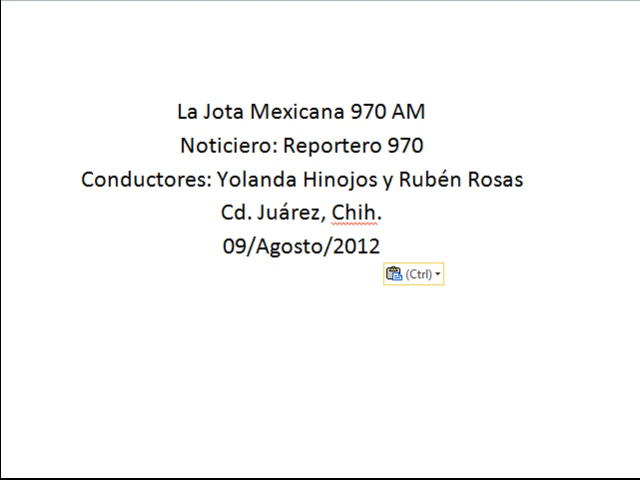 La Jota Mexicana 970 AM
Noticiero: Reportero 970
Conductores: Yolanda Hinojos y Rubén Rosas
Cd. Juárez, Chih.
09/Agosto/2012
(Ctrl)